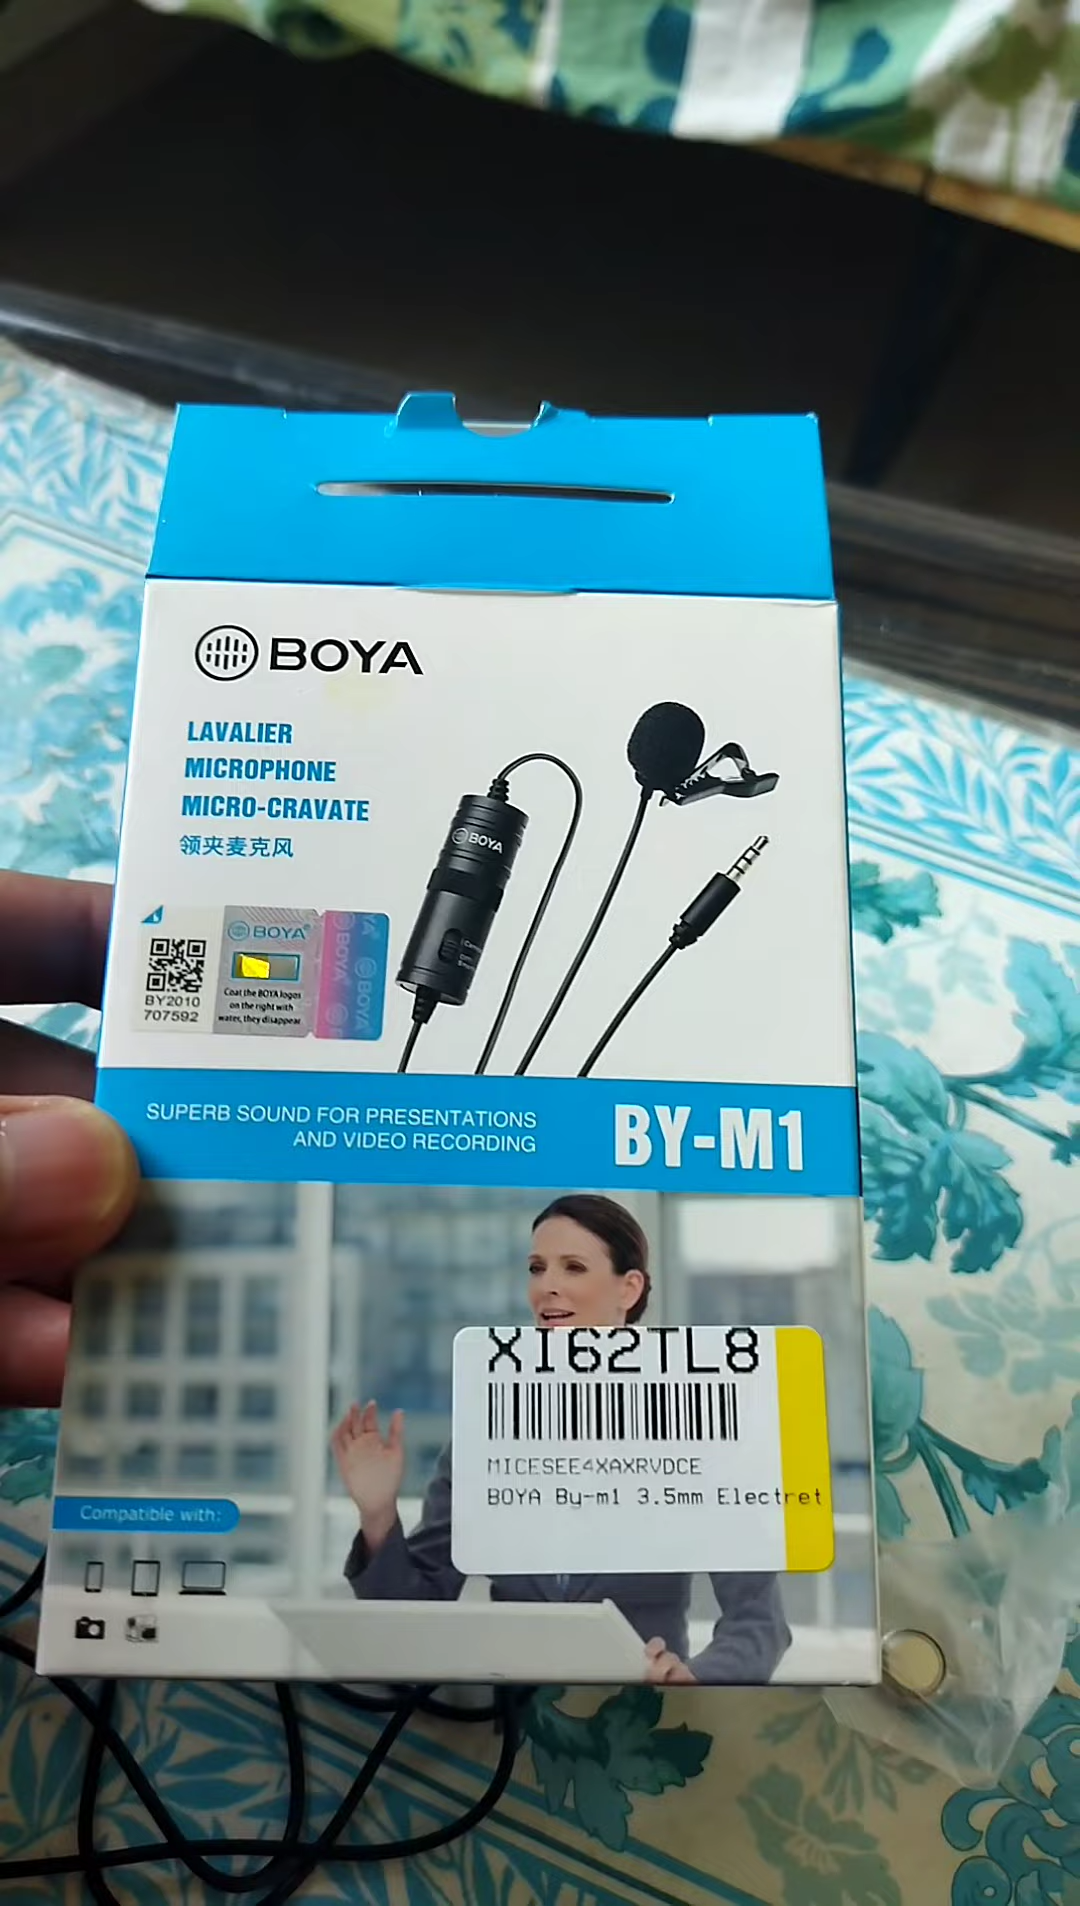 BOYA
LAVALIER
MICROPHONE
MICRO-CRAVATE
领夹麦克风
BOYA
BY2010
707592
BOYA®
Coat the BOYA logos
on the right with
water, they disappear
BOYA
BOYA
SUPERB SOUND FOR PRESENTATIONS
AND VIDEO RECORDING
BY-M1
XI62TL8
MICESEE4XAXRVDCE
BOYA By-m1 3.5mm Electret
Compatible with: